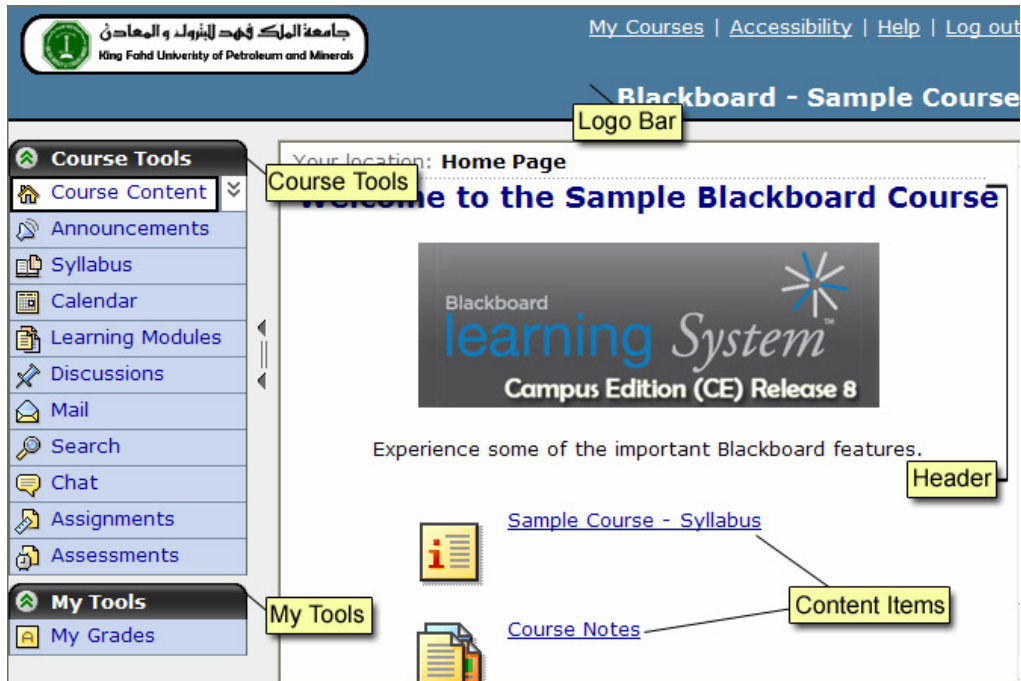 جامعة الملك فهد للبترول و المعادن
King Fahd Univeristy of Petroleum and Minerals
My Courses | Accessibility | Help | Log out
Blackboard - Sample Course
Logo Bar
Course Tools
Course Content
Announcements
Syllabus
Calendar
Learning Modules
Discussions
Mail
Search
Chat
Assignments
Assessments
My Tools
My Grades
Course Tools
My Tools
Your location: Home Page
Welcome to the Sample Blackboard Course
Blackboard
learning System™
Campus Edition (CE) Release 8
Experience some of the important Blackboard features.
Header
Sample Course - Syllabus
Content Items
Course Notes